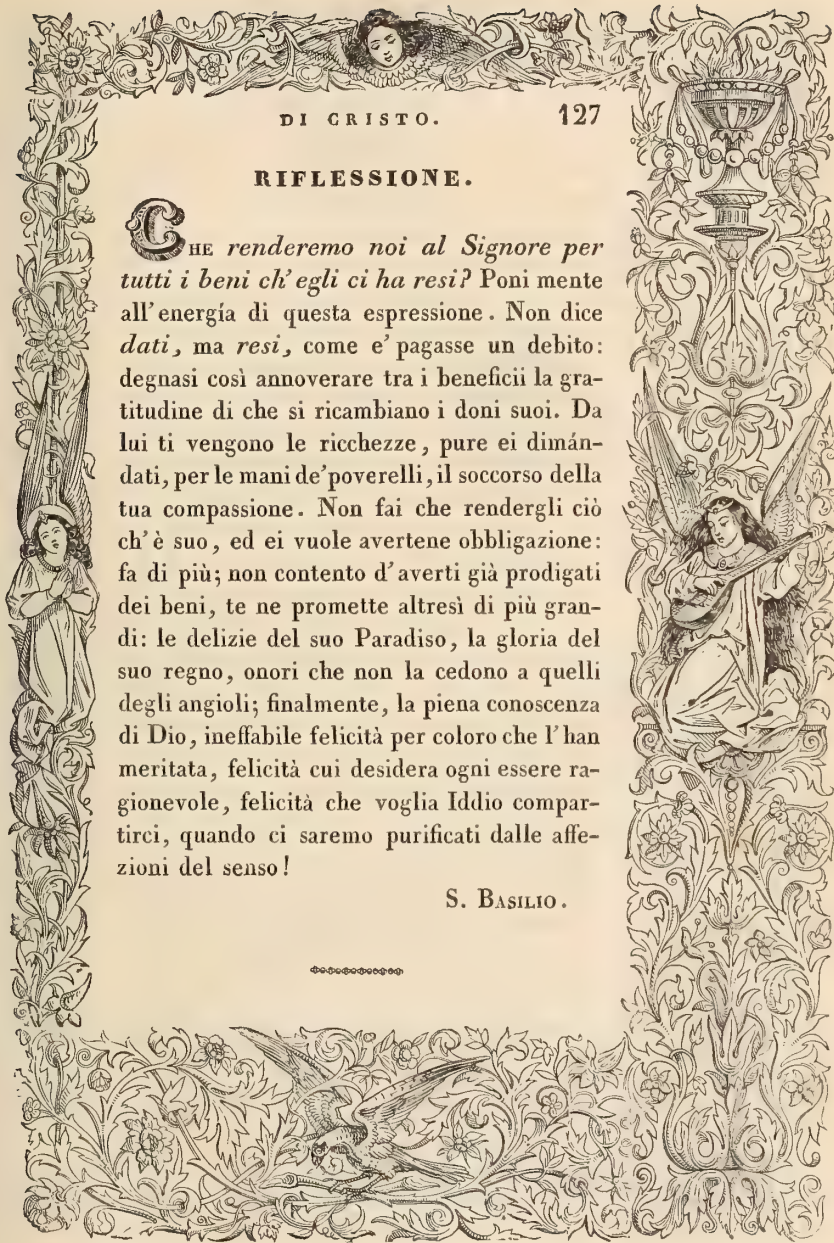 DI CRISTO. 127
RIFLESSIONE.
CHE renderemo noi al Signore per
tutti i beni ch'egli ci ha resi? Poni mente
all'energía di questa espressione. Non dice
dati, ma resi, come e' pagasse un debito:
degnasi così annoverare tra i beneficii la gra-
titudine di che si ricambiano i doni suoi. Da
lui ti vengono le ricchezze, pure ei dimán-
dati, per le mani de'poverelli, il soccorso della
tua compassione. Non fai che rendergli ciò
ch'è suo, ed ei vuole avertene obbligazione:
fa di più; non contento d'averti già prodigati
dei beni, te ne promette altresì di più gran-
di: le delizie del suo Paradiso, la gloria del
suo regno, onori che non la cedono a quelli
degli angioli; finalmente, la piena conoscenza
di Dio, ineffabile felicità per coloro che l'han
meritata, felicità cui desidera ogni essere ra-
gionevole, felicità che voglia Iddio compar-
tirci, quando ci saremo purificati dalle affe-
zioni del senso!
S. BASILIO.